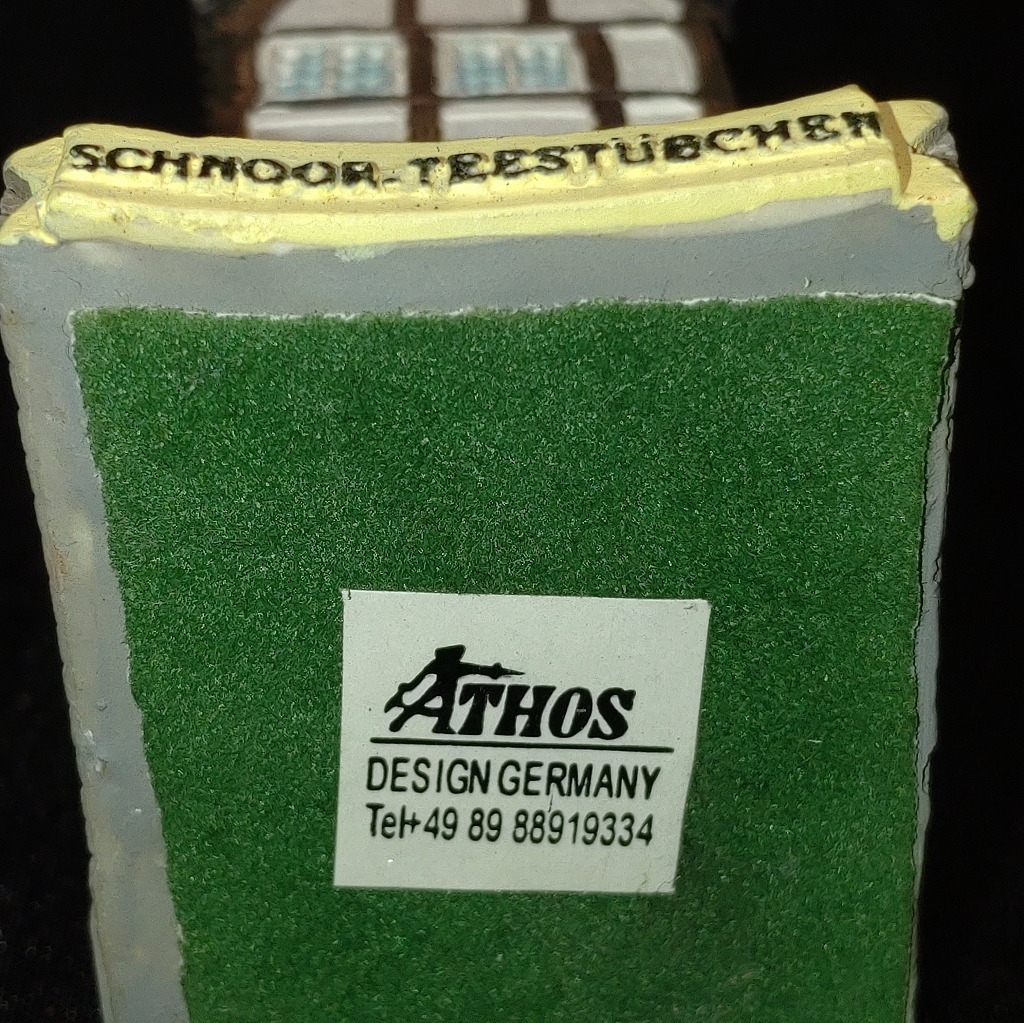 SCHNOOR-TEESTÜBCHEN
ATHOS
DESIGN GERMANY
Tel+49 89 88919334